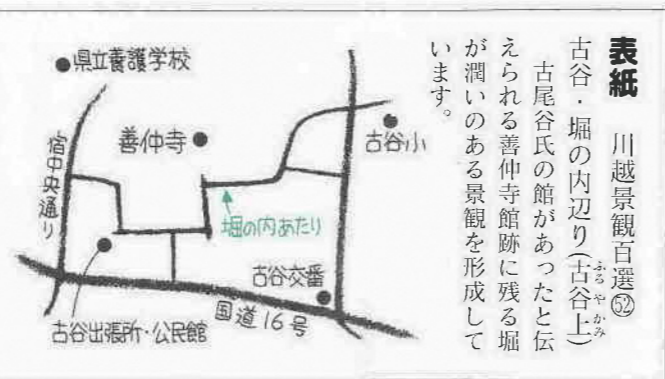 表紙　川越景観百選㊾
古谷・堀の内辺り(古谷上)
ふるやかみ
　古尾谷氏の館があったと伝
えられる善仲寺館跡に残る堀
が潤いのある景観を形成して
います。
県立養護学校
善仲寺
古谷小
宿中央通り
堀の内あたり
古谷交番
国道16号
古谷出張所・公民館